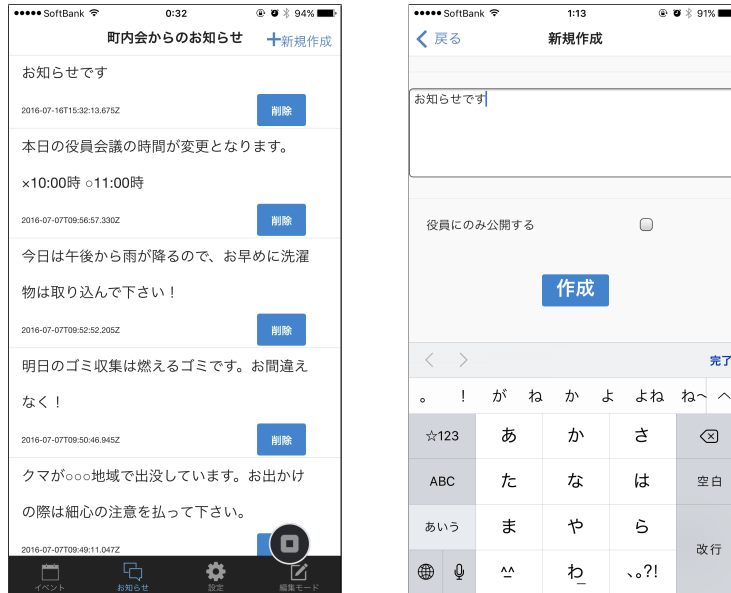 SoftBank 0:32 94%
町内会からのお知らせ +新規作成
お知らせです
2016-07-16T15:32:13.675Z 削除
本日の役員会議の時間が変更となります。
×10:00時 ○11:00時
2016-07-07T09:56:57.330Z 削除
今日は午後から雨が降るので、お早めに洗濯
物は取り込んで下さい！
2016-07-07T09:52:52.205Z 削除
明日のゴミ収集は燃えるゴミです。お間違え
なく！
2016-07-07T09:50:46.945Z 削除
クマが○○○地域で出没しています。お出かけ
の際は細心の注意を払って下さい。
2016-07-07T09:49:11.047Z
イベント お知らせ 設定 編集モード
SoftBank 1:13 91%
戻る 新規作成
お知らせです
役員にのみ公開する
作成
完了
。 ！ が ね か よ よね ね〜 へ
☆123 あ か さ
ABC た な は 空白
あいう ま や ら
改行
^^ わ 、。?!